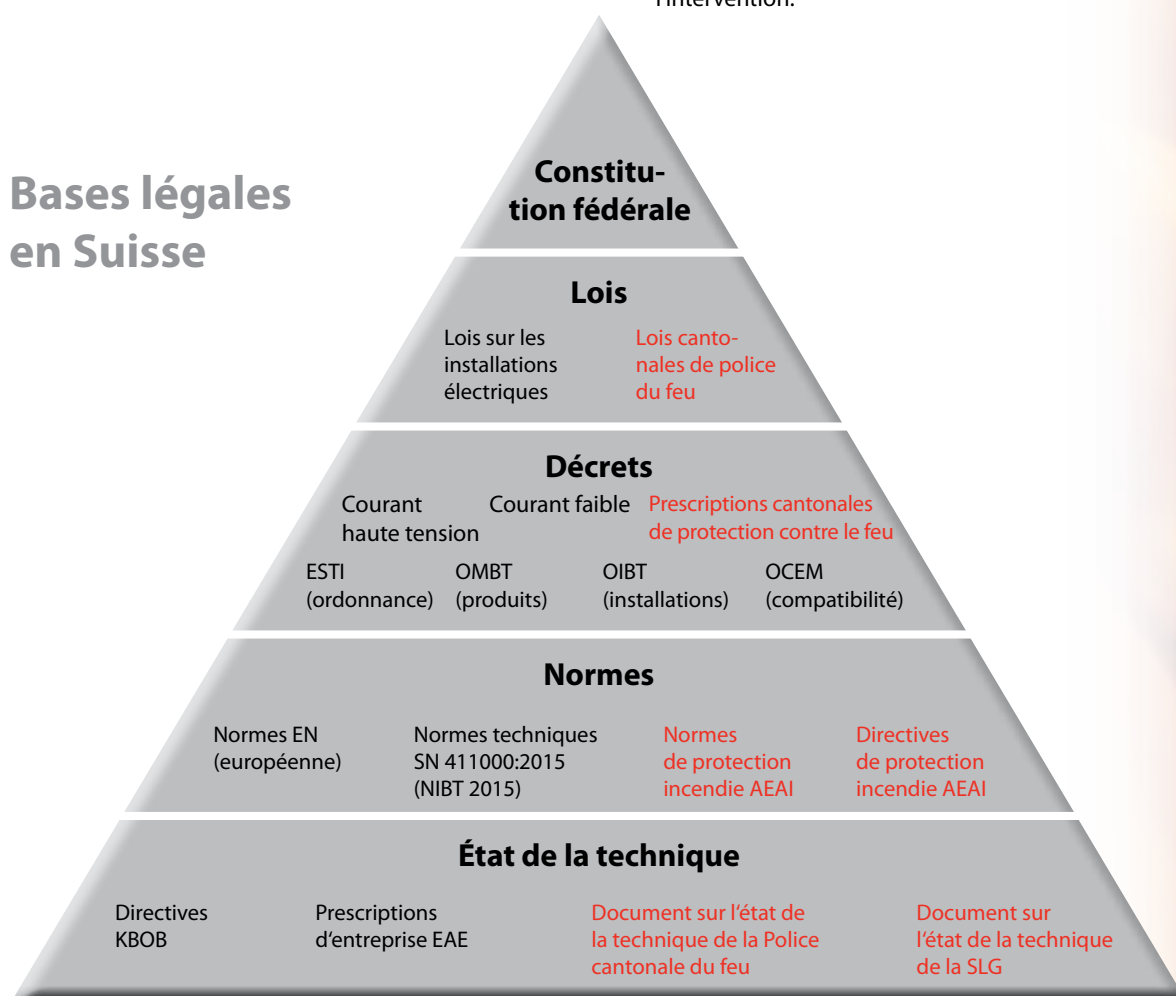 l'intervention.
Bases légales
en Suisse
Constitu-
tion fédérale
Lois
Lois sur les
installations
électriques
Lois canto-
nales de police
du feu
Décrets
Courant
haute tension
Courant faible
Prescriptions cantonales
de protection contre le feu
ESTI
(ordonnance)
OMBT
(produits)
OIBT
(installations)
OCEM
(compatibilité)
Normes
Normes EN
(européenne)
Normes techniques
SN 411000:2015
(NIBT 2015)
Normes
de protection
incendie AEAI
Directives
de protection
incendie AEAI
État de la technique
Directives
KBOB
Prescriptions
d‘entreprise EAE
Document sur l‘état de
la technique de la Police
cantonale du feu
Document sur
l‘état de la technique
de la SLG